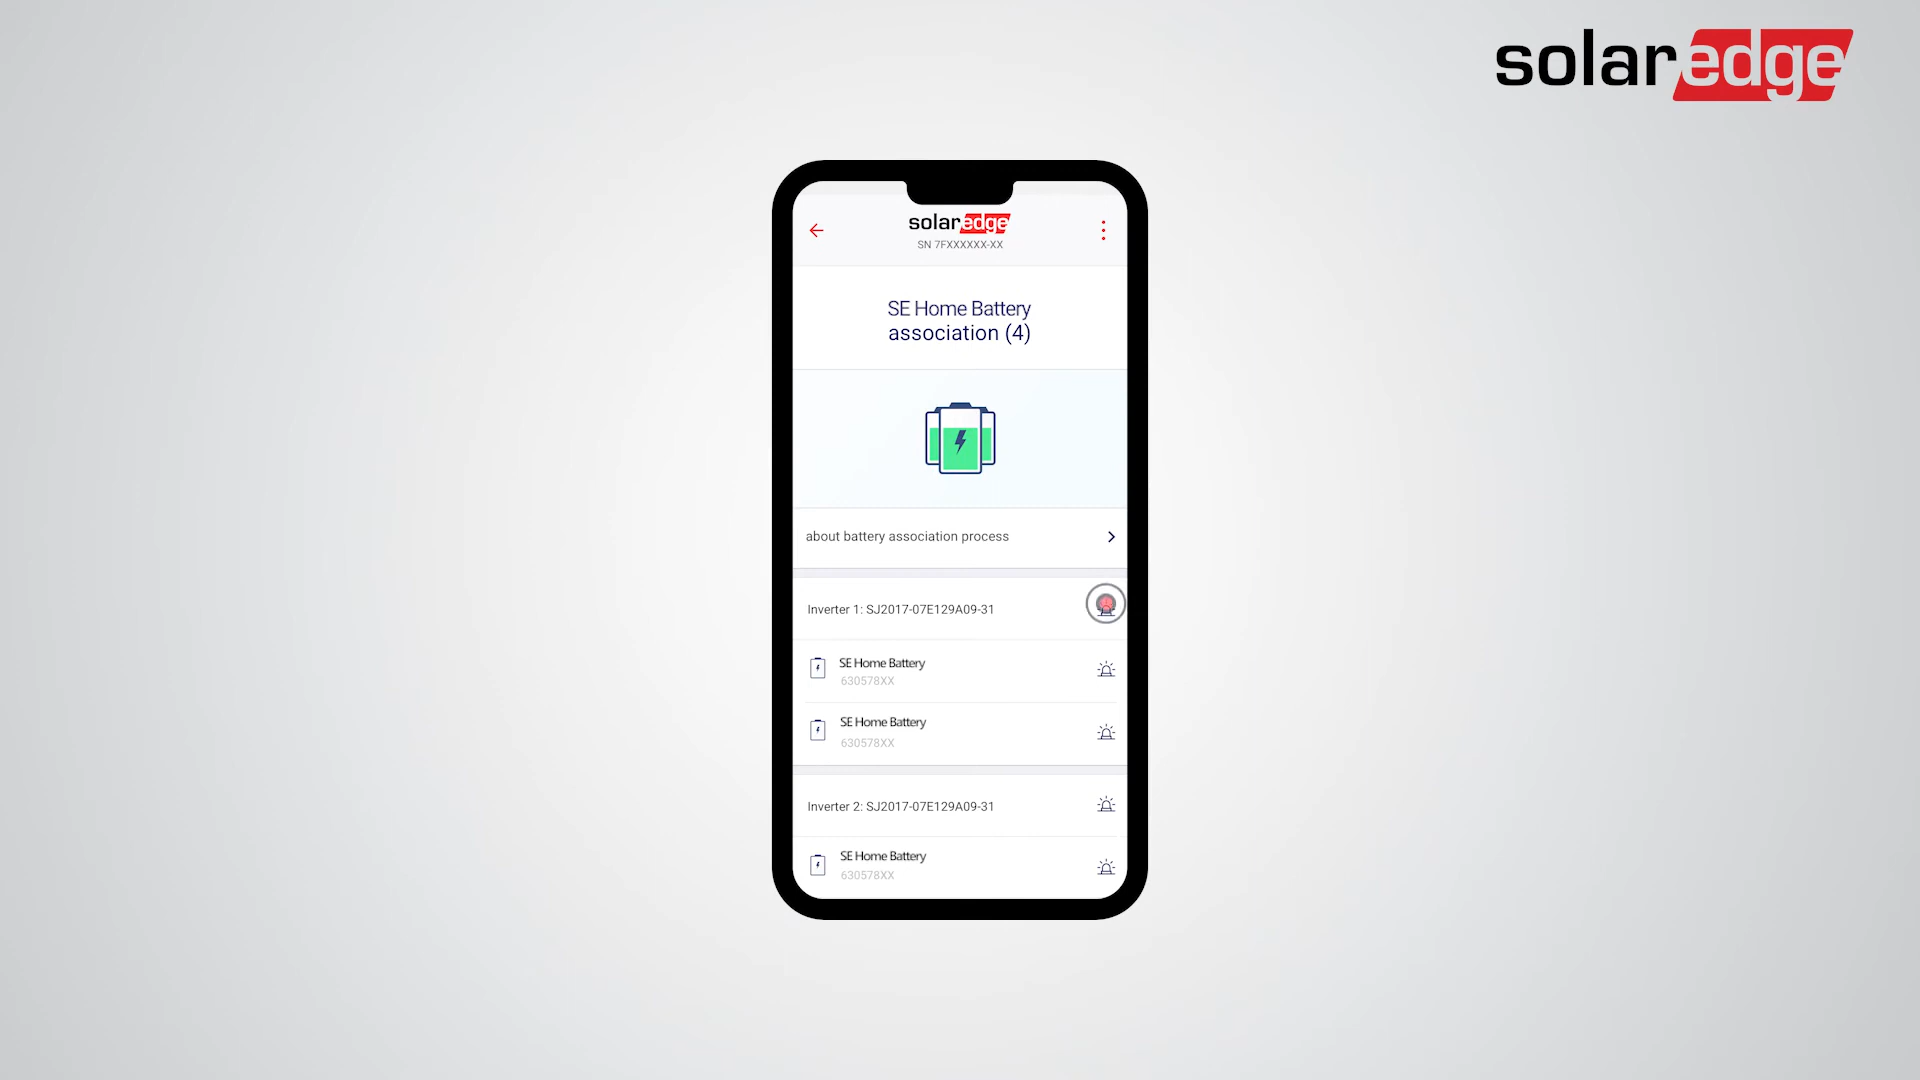 solaredge
solaredge
SN 7FXXXXXX-XX
SE Home Battery
association (4)
about battery association process
Inverter 1: SJ2017-07E129A09-31
SE Home Battery
630578XX
SE Home Battery
630578XX
Inverter 2: SJ2017-07E129A09-31
SE Home Battery
630578XX